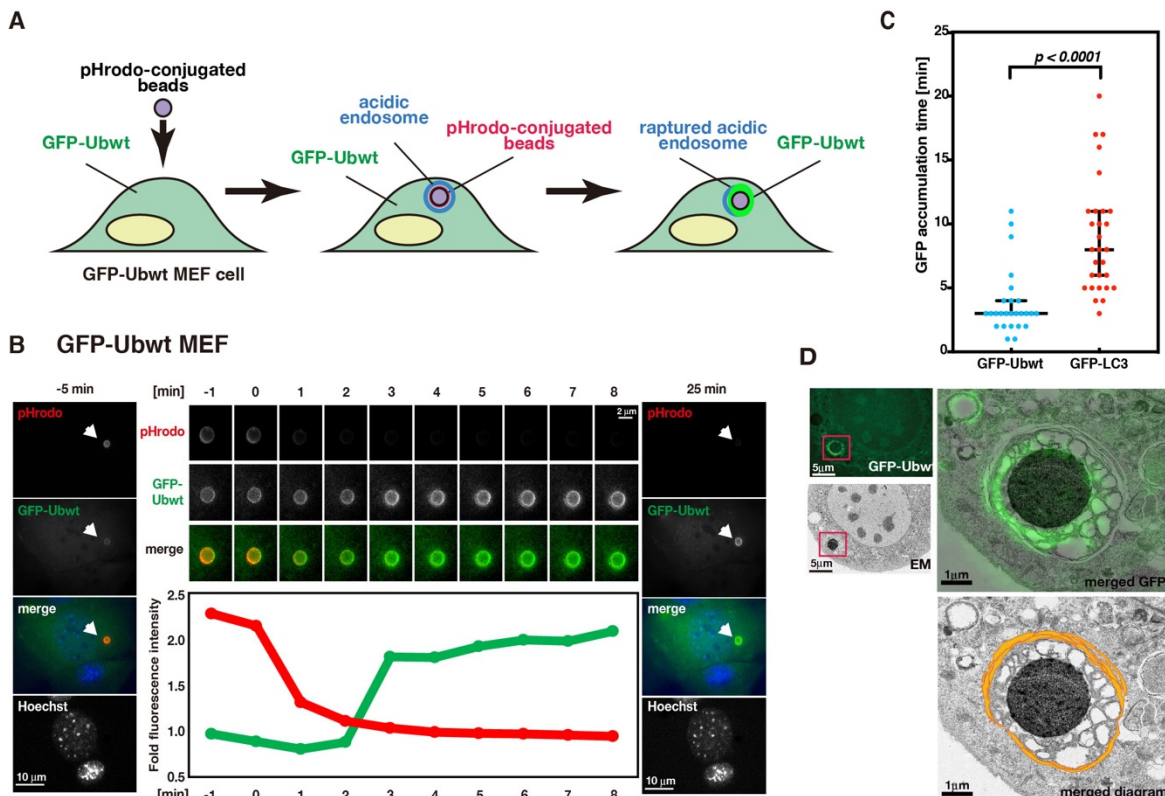 A
pHrodo-conjugated
beads
GFP-Ubwt
GFP-Ubwt MEF cell
acidic
endosome
pHrodo-conjugated
beads
GFP-Ubwt
raptured acidic
endosome
GFP-Ubwt
C
GFP accumulation time [min]
25
20
15
10
5
0
p < 0.0001
GFP-Ubwt GFP-LC3
B GFP-Ubwt MEF
-5 min
pHrodo
GFP-Ubwt
merge
Hoechst
10 µm
[min] -1 0 1 2 3 4 5 6 7 8
2 µm
pHrodo
GFP-
Ubwt
merge
Fold fluorescence intensity
2.5
2.0
1.5
1.0
0.5
[min] -1 0 1 2 3 4 5 6 7 8
25 min
pHrodo
GFP-Ubwt
merge
Hoechst
10 µm
D
5µm
GFP-Ubwt
5µm
EM
1µm
merged GFP
1µm
merged diagram